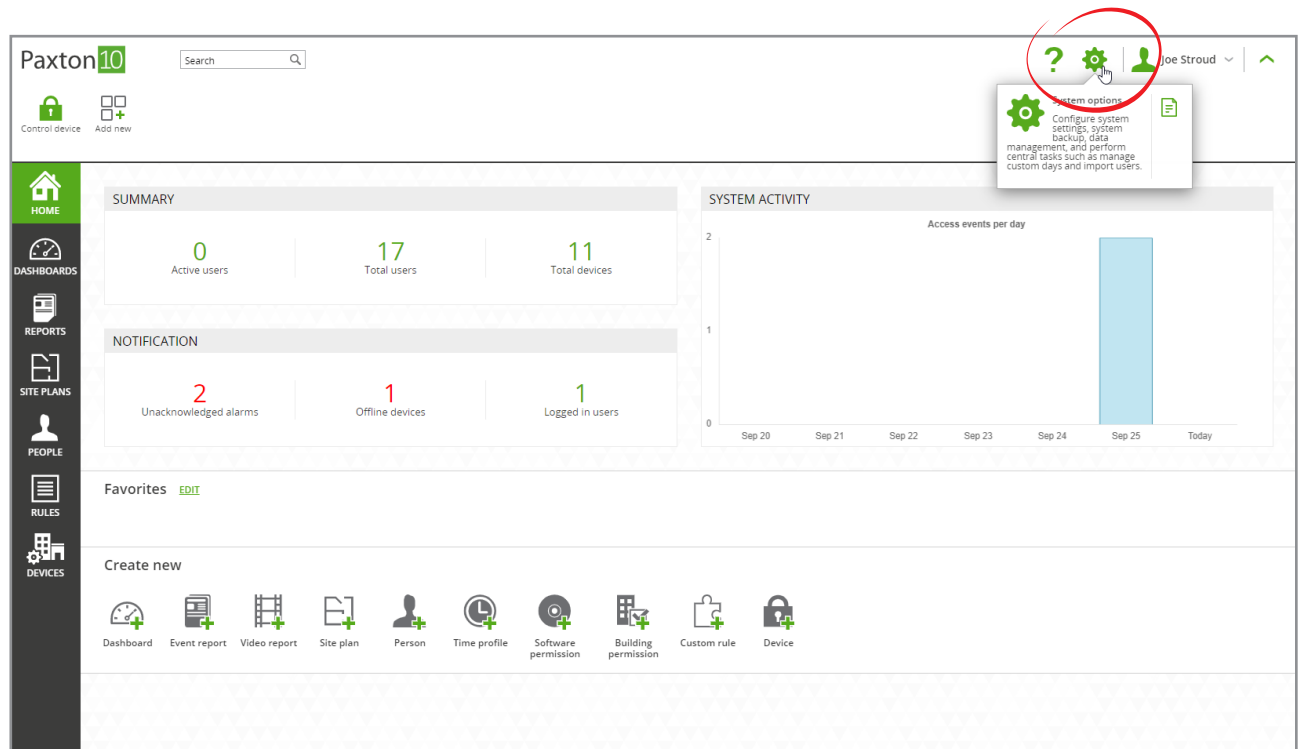 Paxton10
Search
? Joe Stroud
Control device
Add new
System options
Configure system
settings, system
backup, data
management, and perform
central tasks such as manage
custom days and import users.
HOME
DASHBOARDS
REPORTS
SITE PLANS
PEOPLE
RULES
DEVICES
SUMMARY
0
Active users
17
Total users
11
Total devices
NOTIFICATION
2
Unacknowledged alarms
1
Offline devices
1
Logged in users
SYSTEM ACTIVITY
Access events per day
2
1
0
Sep 20 Sep 21 Sep 22 Sep 23 Sep 24 Sep 25 Today
Favorites EDIT
Create new
Dashboard
Event report
Video report
Site plan
Person
Time profile
Software
permission
Building
permission
Custom rule
Device